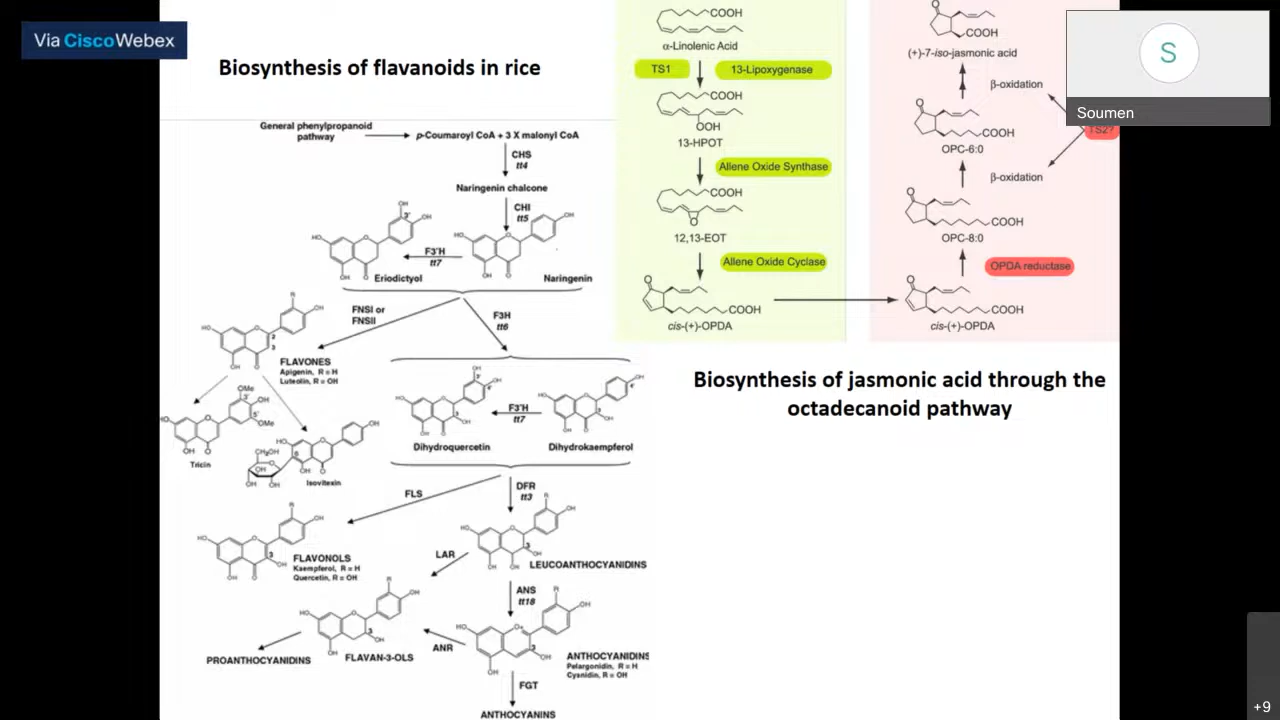 Via CiscoWebex
Biosynthesis of flavanoids in rice
General phenylpropanoid
pathway
p-Coumaroyl CoA + 3 X malonyl CoA
CHS
tt4
Naringenin chalcone
CHI
tt5
F3'H
tt7
Eriodictyol
Naringenin
FNSI or
FNSII
F3H
tt6
FLAVONES
Apigenin, R = H
Luteolin, R = OH
Tricin
Isovitexin
F3'H
tt7
Dihydroquercetin
Dihydrokaempferol
FLS
DFR
tt3
FLAVONOLS
Kaempferol, R = H
Quercetin, R = OH
LAR
LEUCOANTHOCYANIDINS
ANS
tt18
PROANTHOCYANIDINS
FLAVAN-3-OLS
ANR
ANTHOCYANIDINS
Pelargonidin, R = H
Cyanidin, R = OH
FGT
ANTHOCYANINS
COOH
α-Linolenic Acid
TS1
13-Lipoxygenase
COOH
OOH
13-HPOT
Allene Oxide Synthase
COOH
O
12,13-EOT
Allene Oxide Cyclase
O
COOH
cis-(+)-OPDA
O
COOH
(+)-7-iso-jasmonic acid
β-oxidation
TS2?
O
COOH
OPC-6:0
β-oxidation
O
COOH
OPC-8:0
OPDA reductase
O
COOH
cis-(+)-OPDA
Biosynthesis of jasmonic acid through the
octadecanoid pathway
S
Soumen
+9